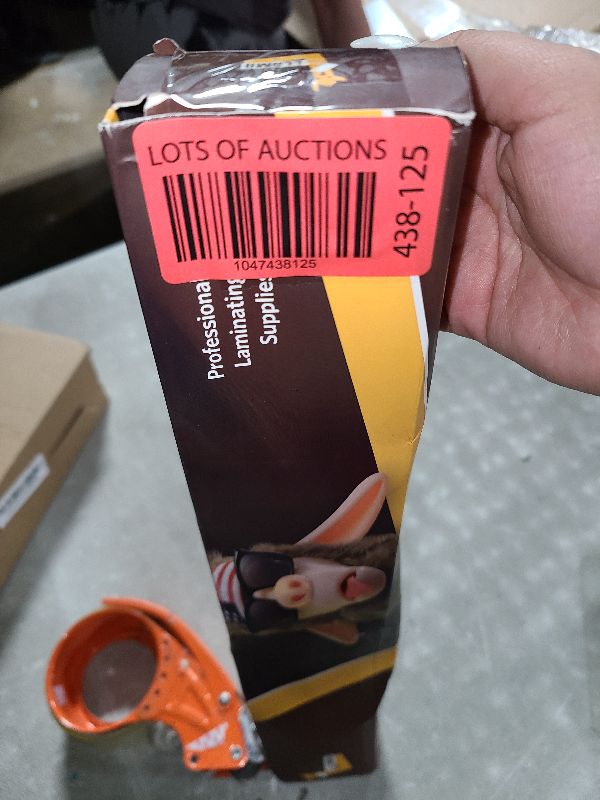 LOTS OF AUCTIONS
438-125
1047438125
Professional
Laminating
Supplies